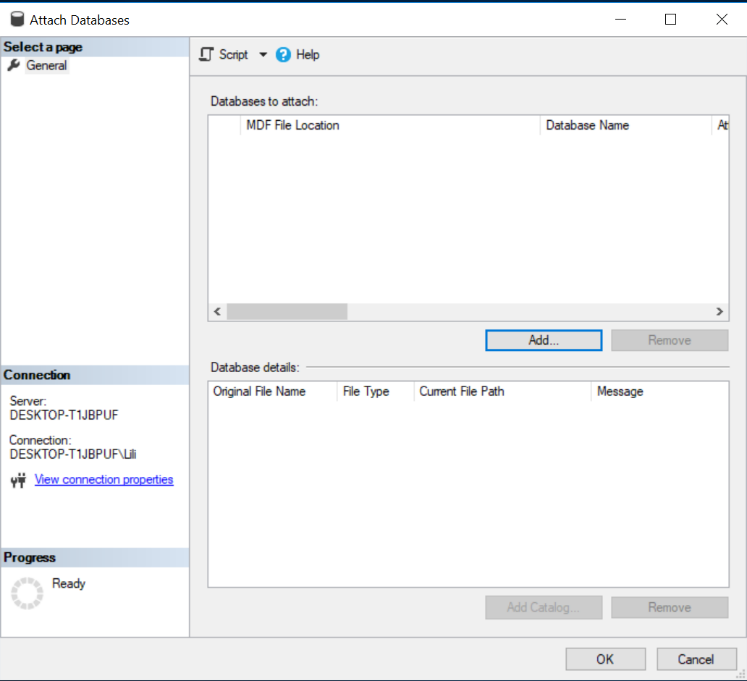 Attach Databases
Select a page
General
Script
Help
Databases to attach:
MDF File Location
Database Name
Add...
Remove
Database details:
Original File Name
File Type
Current File Path
Message
Connection
Server:
DESKTOP-T1JBPUF
Connection:
DESKTOP-T1JBPUF\Lili
View connection properties
Progress
Ready
Add Catalog...
Remove
OK
Cancel